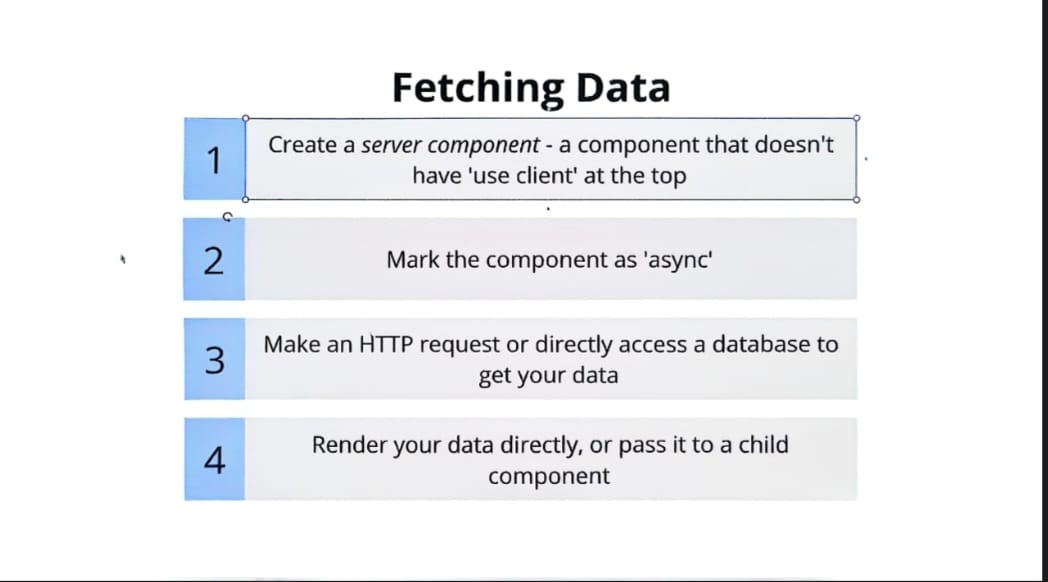 Fetching Data
1
Create a server component - a component that doesn't
have 'use client' at the top
2
Mark the component as 'async'
3
Make an HTTP request or directly access a database to
get your data
4
Render your data directly, or pass it to a child
component